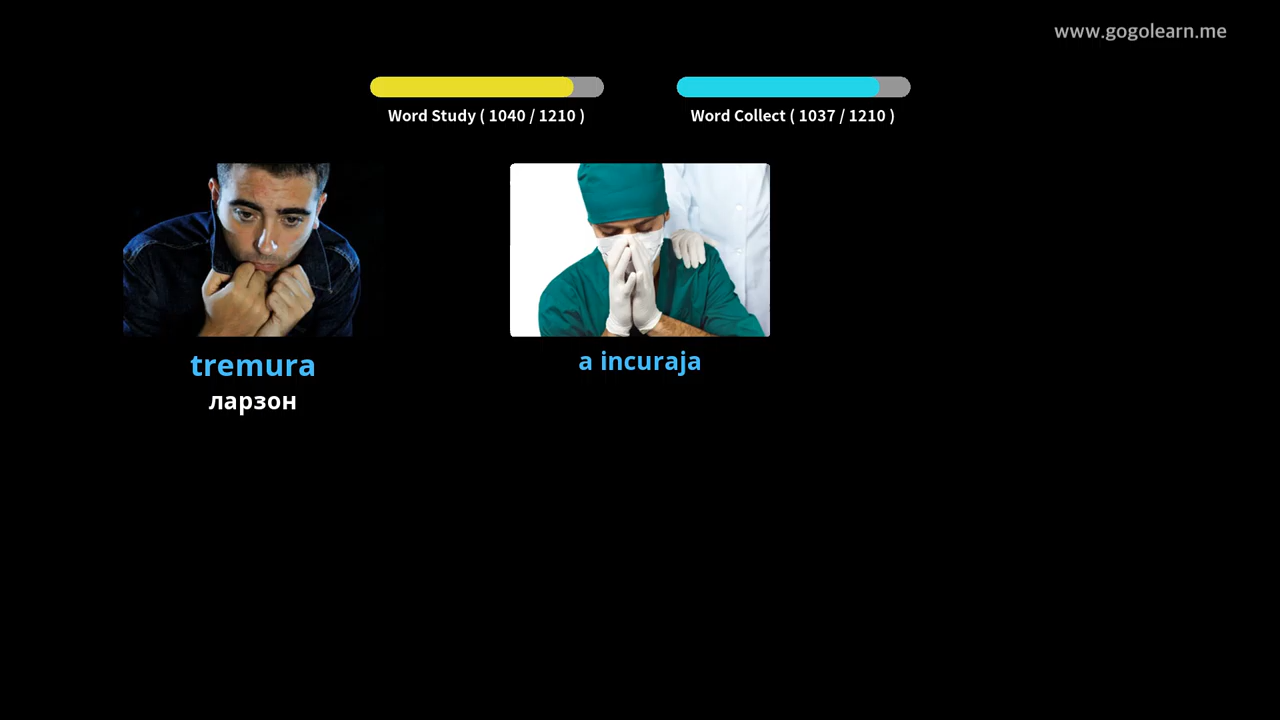 www.gogolearn.me
Word Study ( 1040 / 1210 )
Word Collect ( 1037 / 1210 )
tremura
ларзон
a incuraja